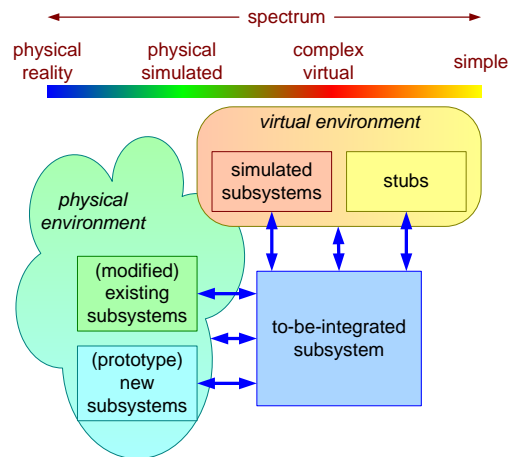 spectrum
physical
reality
physical
simulated
complex
virtual
simple
virtual environment
simulated
subsystems
stubs
physical
environment
(modified)
existing
subsystems
to-be-integrated
subsystem
(prototype)
new
subsystems